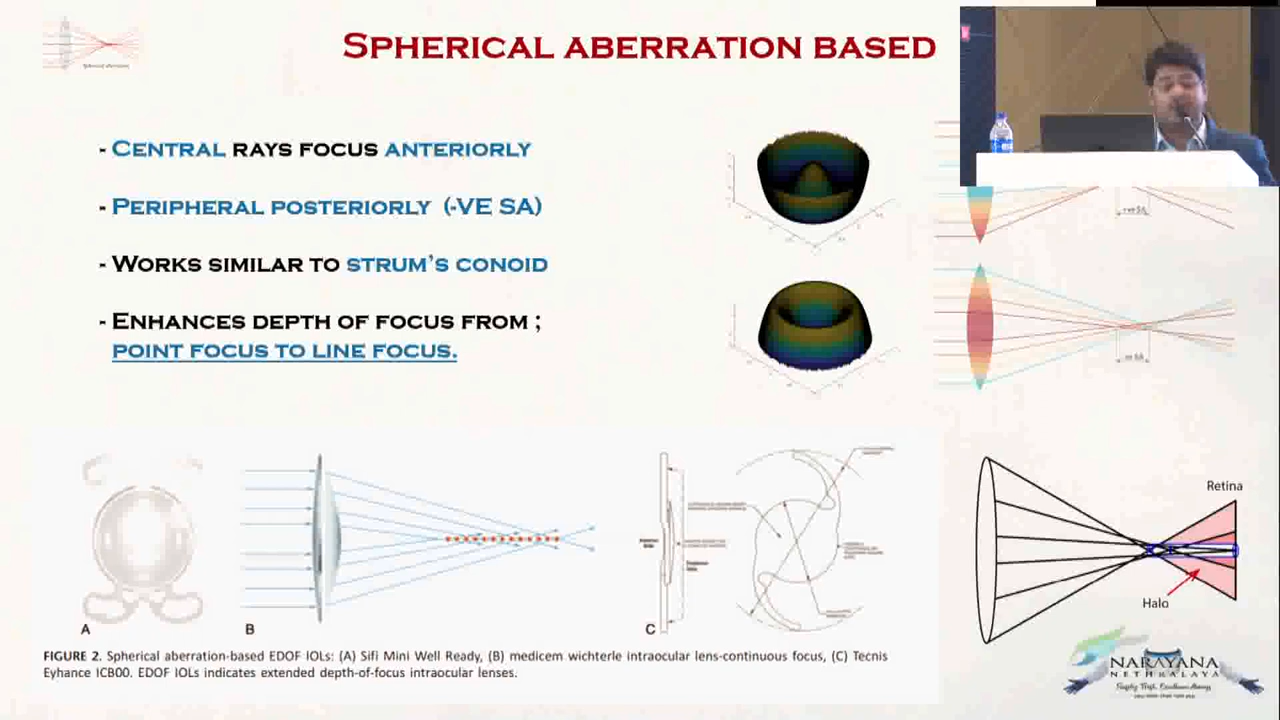 SPHERICAL ABERRATION BASED
- CENTRAL RAYS FOCUS ANTERIORLY
- PERIPHERAL POSTERIORLY (-VE SA)
- WORKS SIMILAR TO STRUM'S CONOID
- ENHANCES DEPTH OF FOCUS FROM ;
POINT FOCUS TO LINE FOCUS.
A
B
C
FIGURE 2. Spherical aberration-based EDOF IOLs: (A) Sifi Mini Well Ready, (B) medicem wichterle intraocular lens-continuous focus, (C) Tecnis
Eyhance ICB00. EDOF IOLs indicates extended depth-of-focus intraocular lenses.
Retina
Halo
NARAYANA
NETHRALAYA